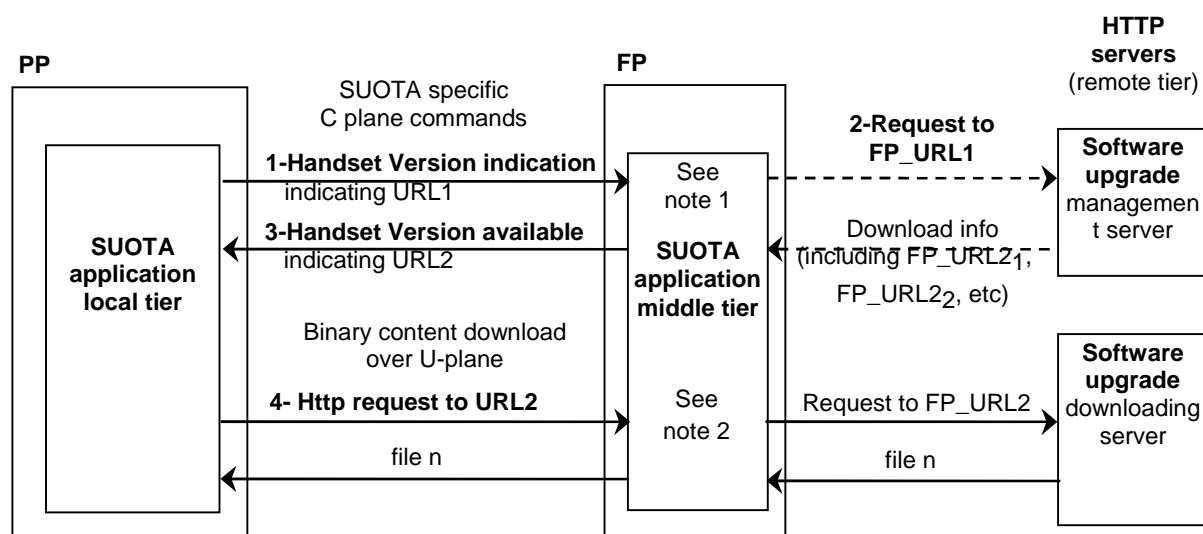 HTTP
servers
(remote tier)
PP
FP
SUOTA specific
C plane commands
2-Request to
FP_URL1
Software
upgrade
managemen
t server
1-Handset Version indication
indicating URL1
See
note 1
3-Handset Version available
indicating URL2
SUOTA
application
local tier
SUOTA
application
middle tier
Download info
(including FP_URL2₁,
FP_URL2₂, etc)
Binary content download
over U-plane
Software
upgrade
downloading
server
4- Http request to URL2
See
note 2
Request to FP_URL2
file n
file n